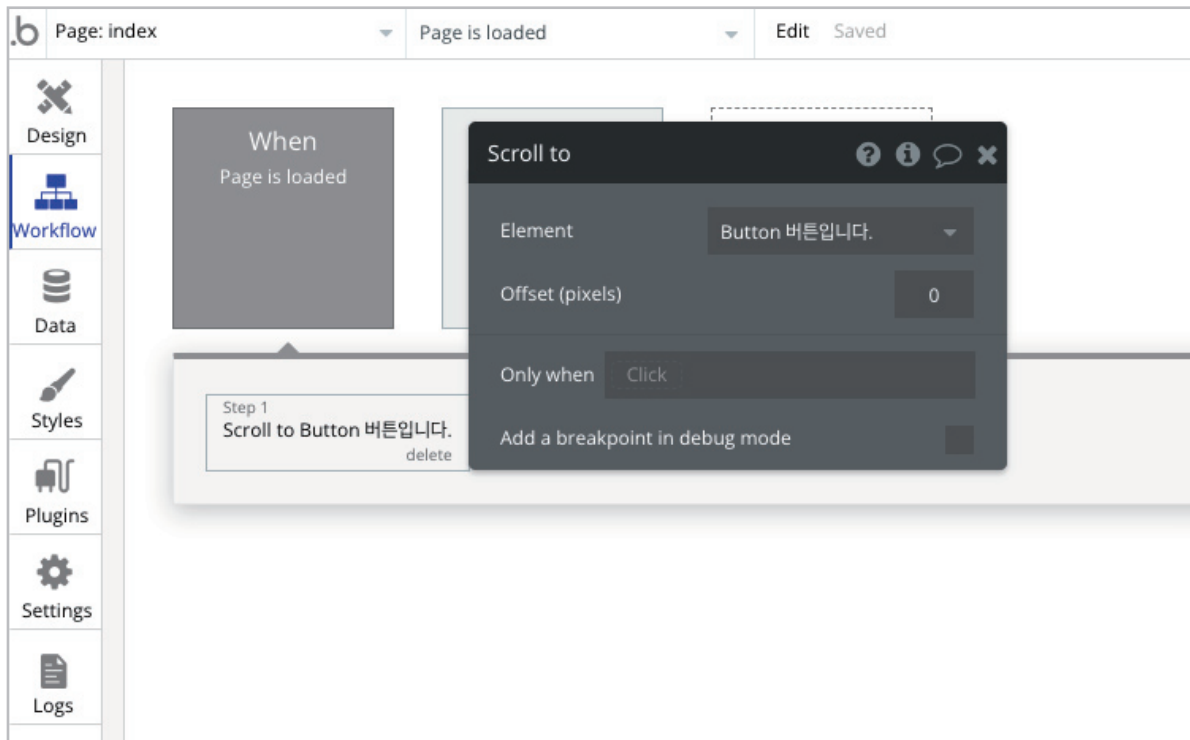 .b Page: index Page is loaded Edit Saved
Design
Workflow
Data
Styles
Plugins
Settings
Logs
When
Page is loaded
Step 1
Scroll to Button 버튼입니다.
delete
Scroll to
Element Button 버튼입니다.
Offset (pixels) 0
Only when Click
Add a breakpoint in debug mode